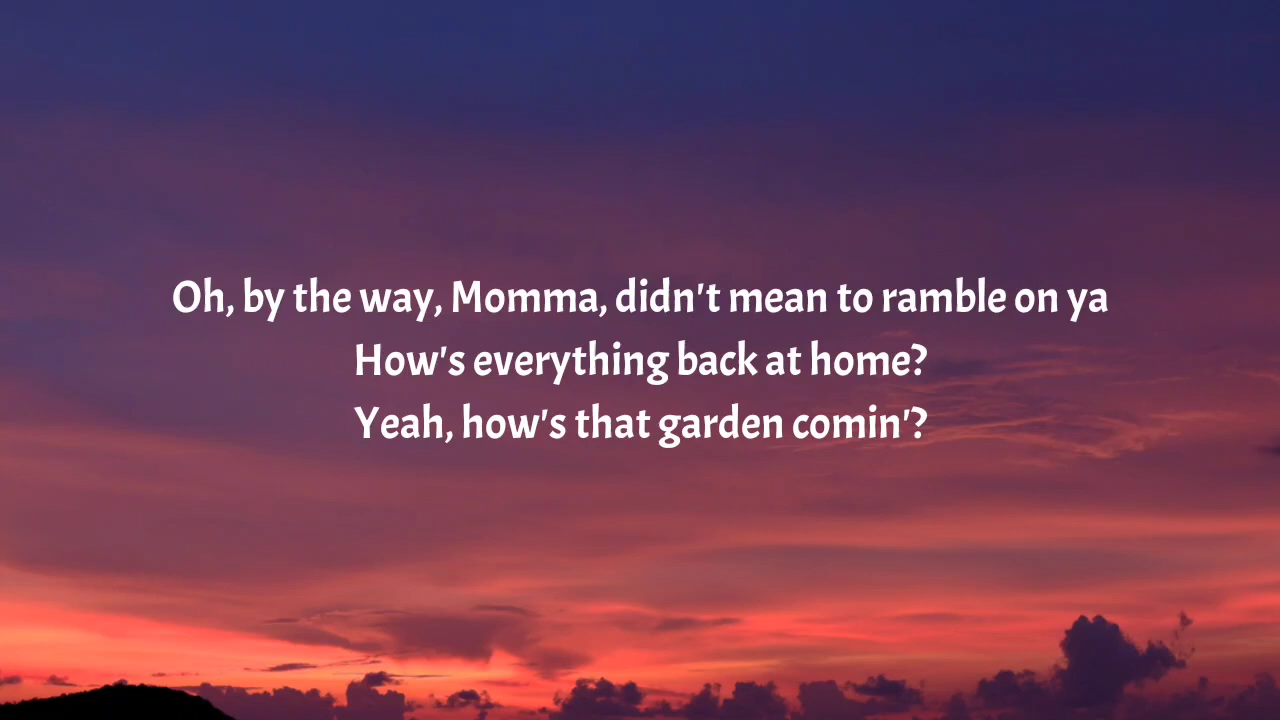 Oh, by the way, Momma, didn't mean to ramble on ya
How's everything back at home?
Yeah, how's that garden comin'?